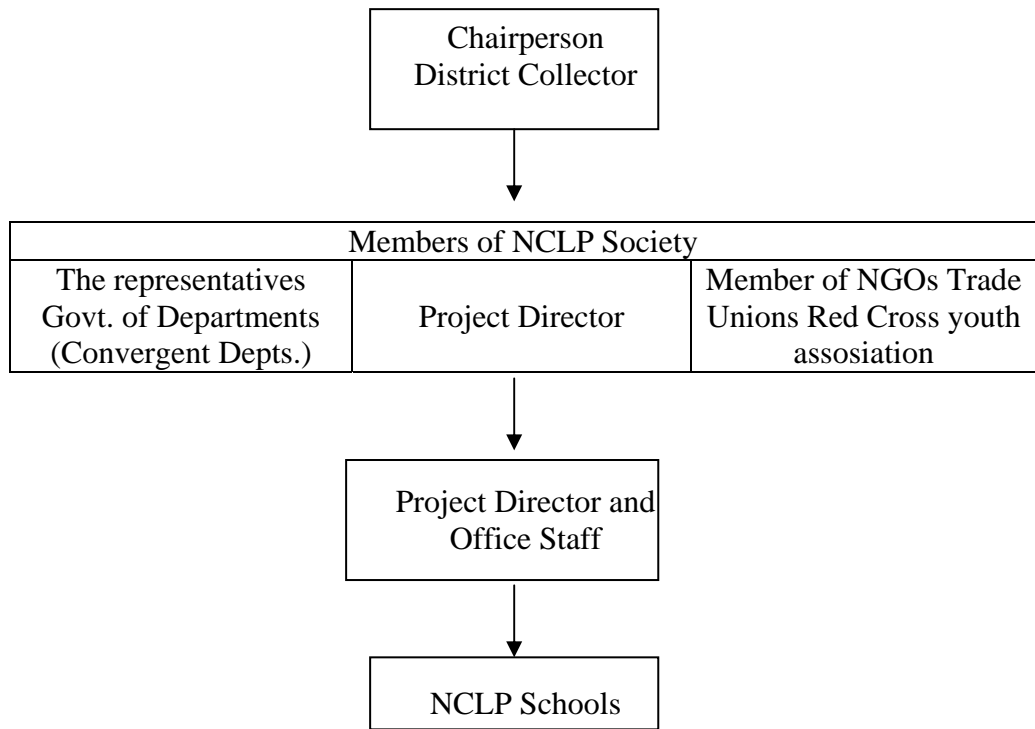 Chairperson
District Collector
Members of NCLP Society
The representatives
Govt. of Departments
(Convergent Depts.)
Project Director
Member of NGOs Trade
Unions Red Cross youth
assosiation
Project Director and
Office Staff
NCLP Schools